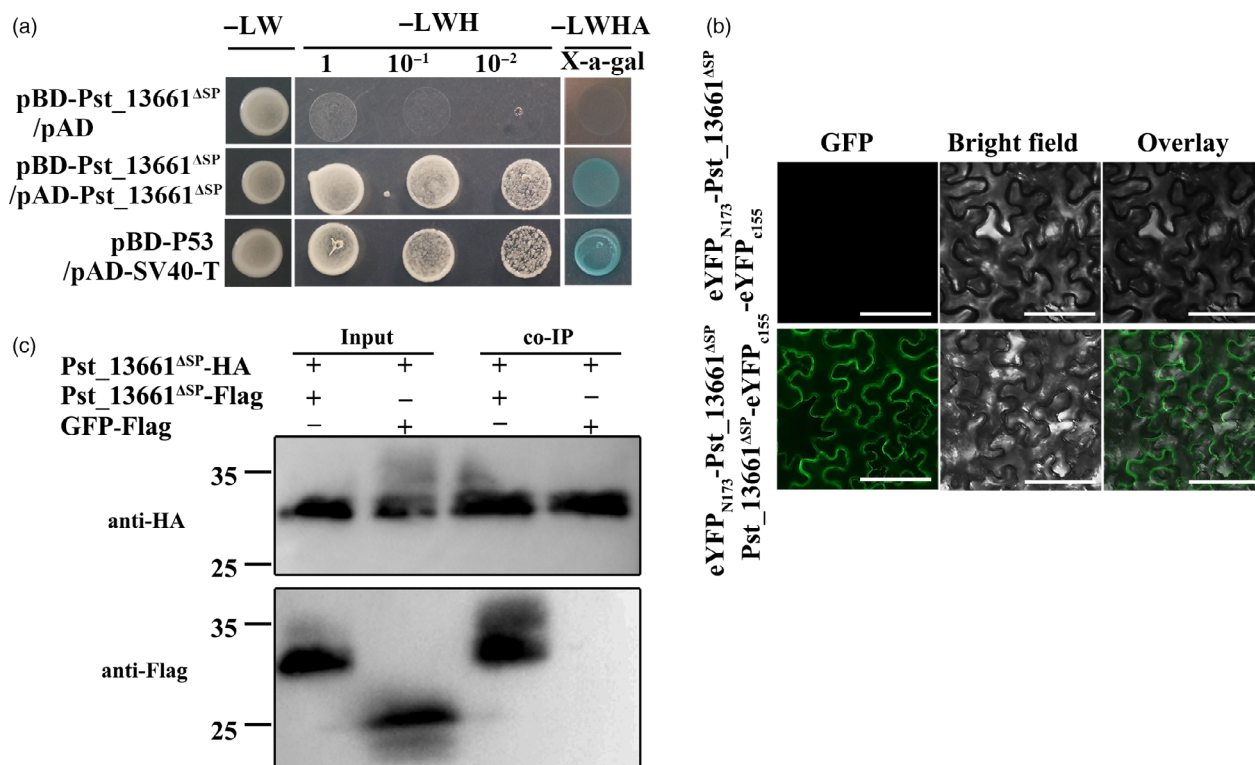 (a)
–LW –LWH –LWHA
1 10⁻¹ 10⁻² X-a-gal
pBD-Pst_13661ΔSP
/pAD
pBD-Pst_13661ΔSP
/pAD-Pst_13661ΔSP
pBD-P53
/pAD-SV40-T
(b)
GFP Bright field Overlay
eYFPN173-Pst_13661ΔSP
-eYFPc155
eYFPN173-Pst_13661ΔSP
Pst_13661ΔSP-eYFPc155
(c)
Input co-IP
Pst_13661ΔSP-HA + + + +
Pst_13661ΔSP-Flag + – + –
GFP-Flag – + – +
35
anti-HA
25
35
anti-Flag
25